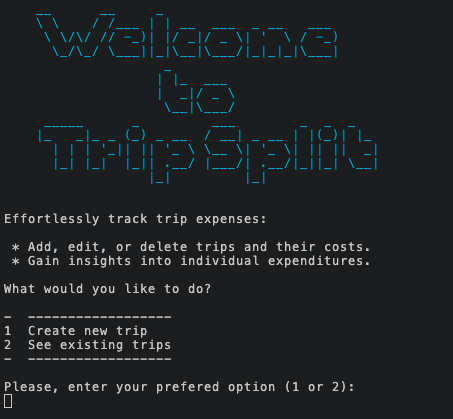 Welcome
to
TripSplit
Effortlessly track trip expenses:
* Add, edit, or delete trips and their costs.
* Gain insights into individual expenditures.
What would you like to do?
-  ------------------
1  Create new trip
2  See existing trips
-  ------------------
Please, enter your prefered option (1 or 2):